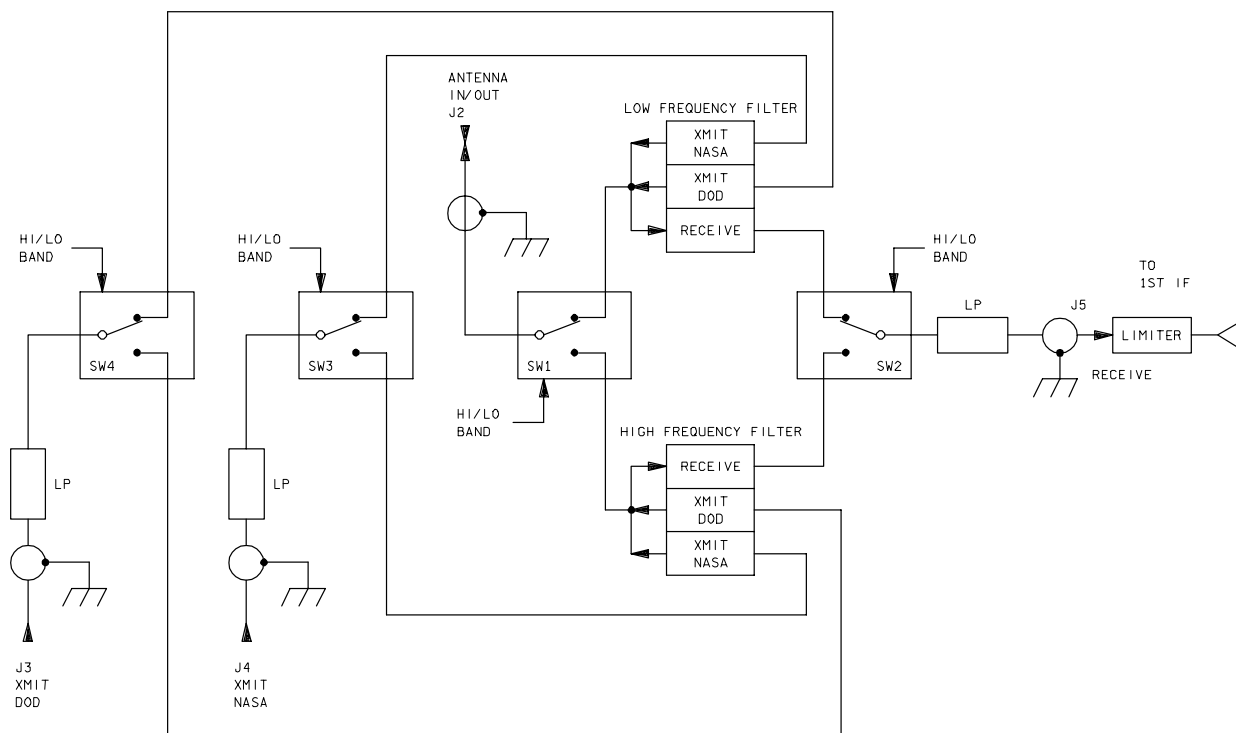 ANTENNA
IN/OUT
J2
LOW FREQUENCY FILTER
XMIT
NASA
XMIT
DOD
RECEIVE
HI/LO
BAND
HI/LO
BAND
HI/LO
BAND
TO
1ST IF
SW4
SW3
SW1
SW2
LP
J5
LIMITER
RECEIVE
HI/LO
BAND
HIGH FREQUENCY FILTER
RECEIVE
XMIT
DOD
XMIT
NASA
LP
LP
J3
XMIT
DOD
J4
XMIT
NASA